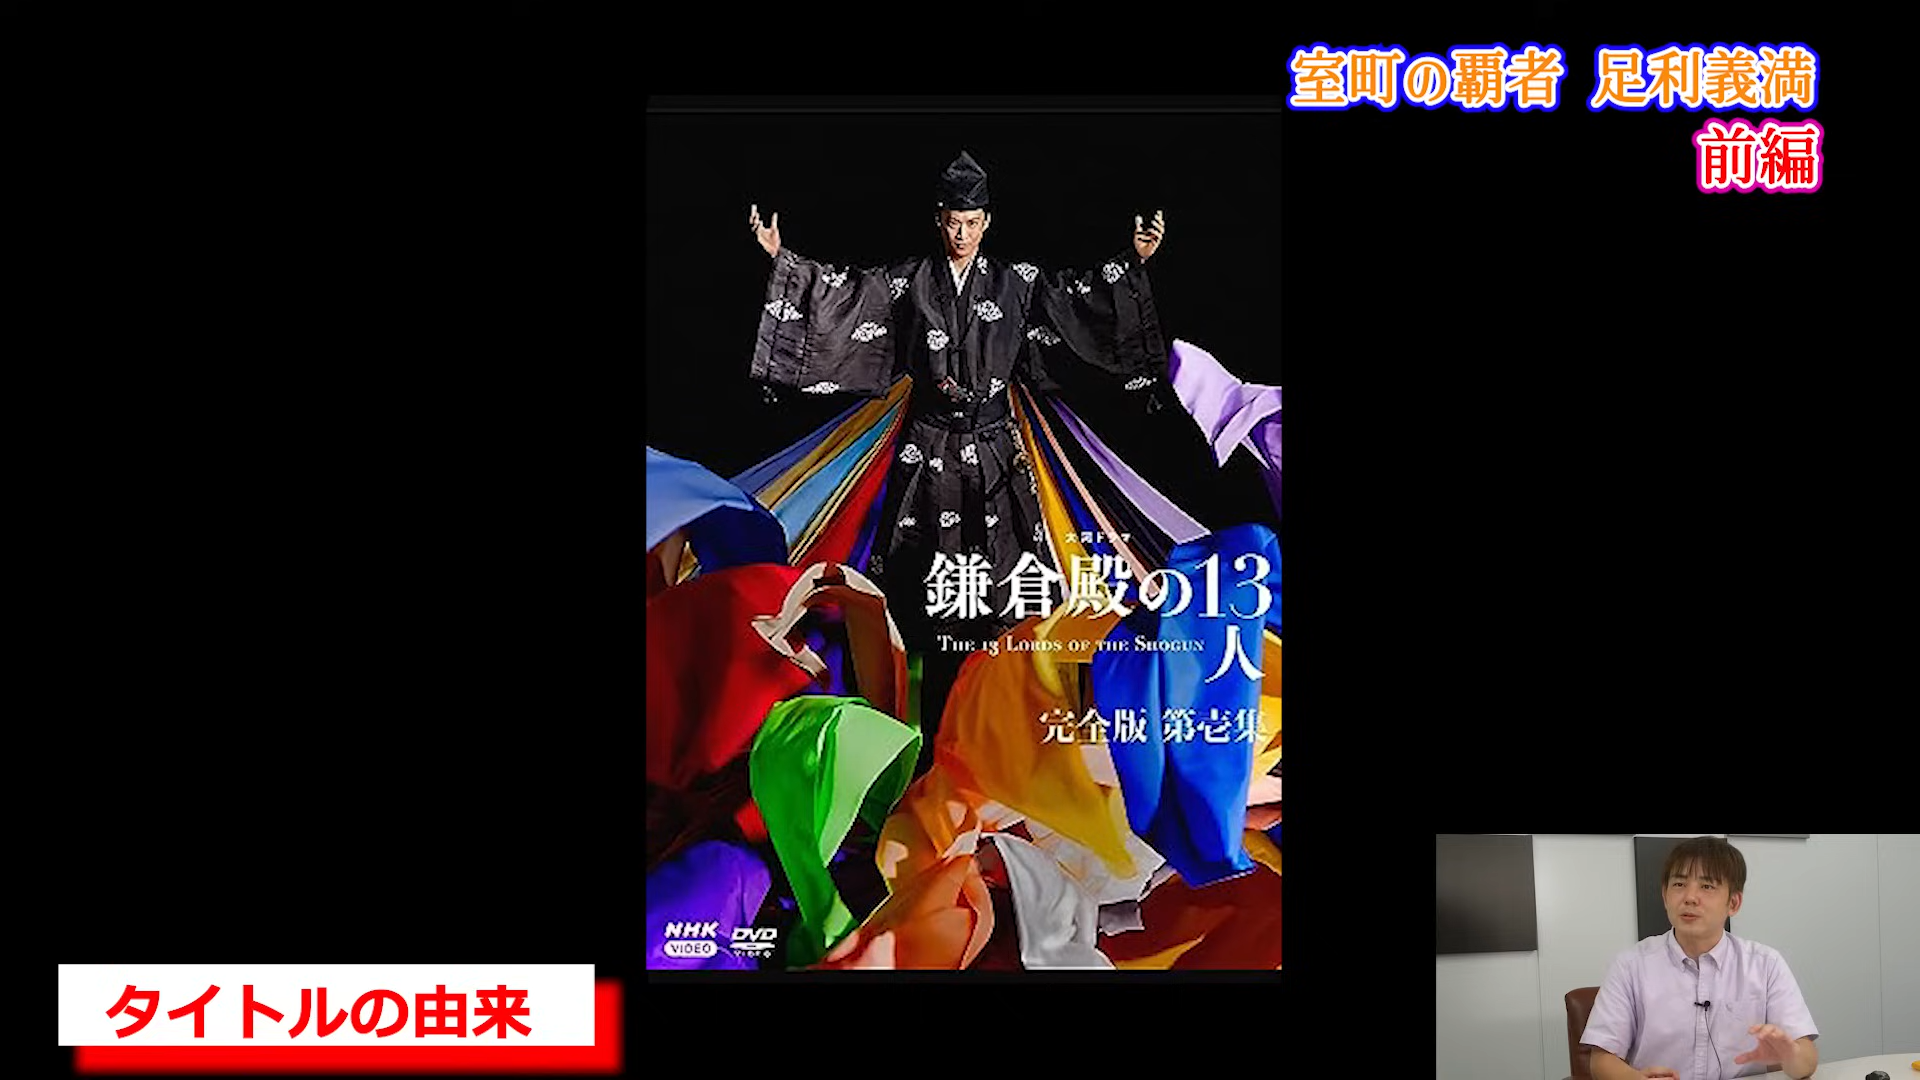 室町の覇者 足利義満
前編
大河ドラマ
鎌倉殿の13人
THE 13 LORDS OF THE SHOGUN
完全版 第壱集
NHK VIDEO
DVD VIDEO
タイトルの由来